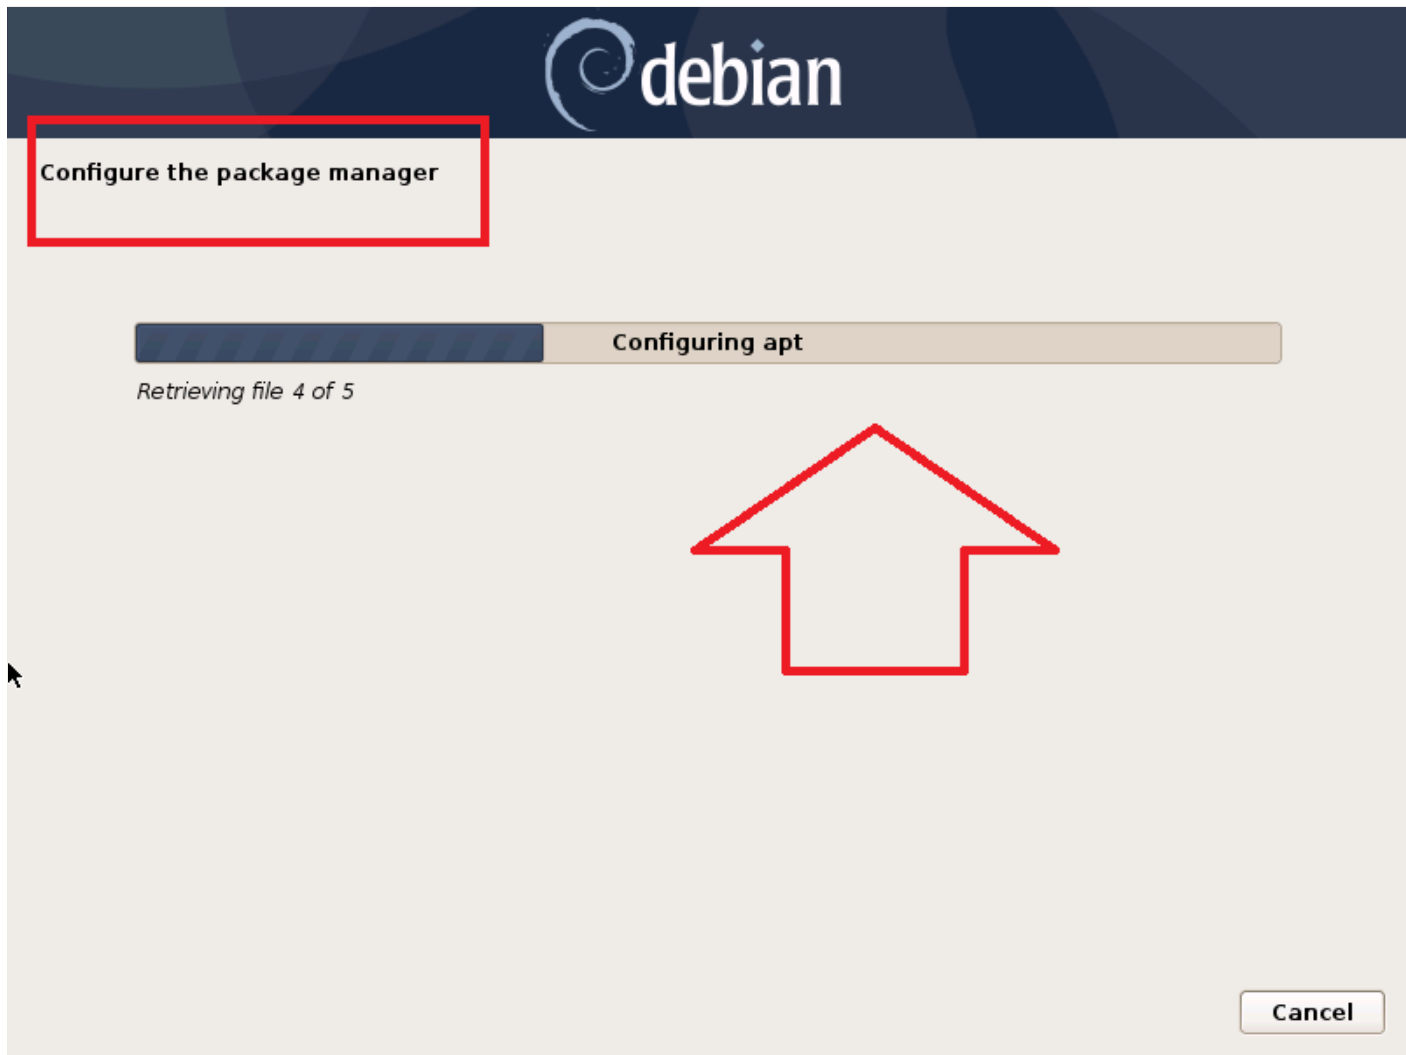 debian
Configure the package manager
Configuring apt
Retrieving file 4 of 5
Cancel